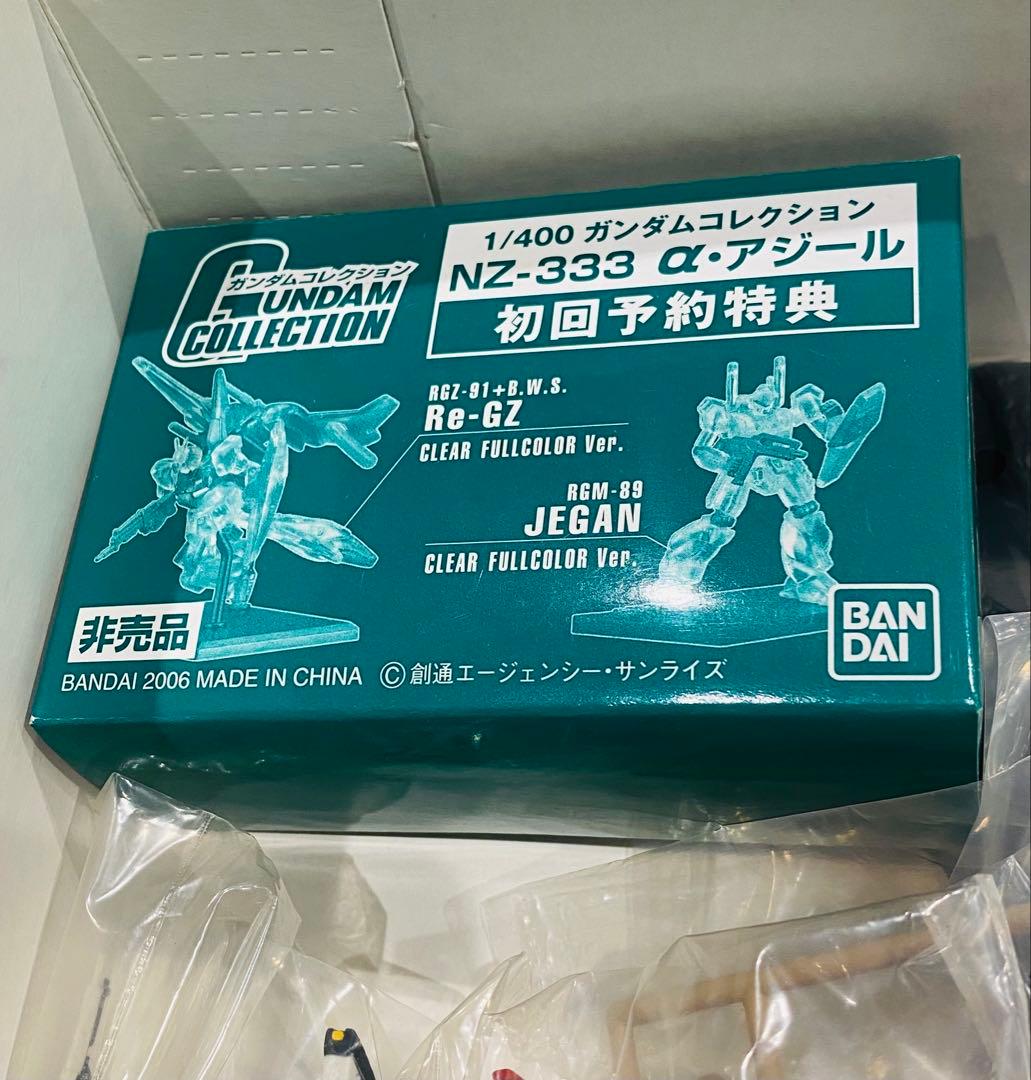 ガンダムコレクション
GUNDAM
COLLECTION
1/400 ガンダムコレクション
NZ-333 α・アジール
初回予約特典
RGZ-91+B.W.S.
Re-GZ
CLEAR FULLCOLOR Ver.
RGM-89
JEGAN
CLEAR FULLCOLOR Ver.
非売品
BANDAI 2006 MADE IN CHINA ©創通エージェンシー・サンライズ
BAN
DAI